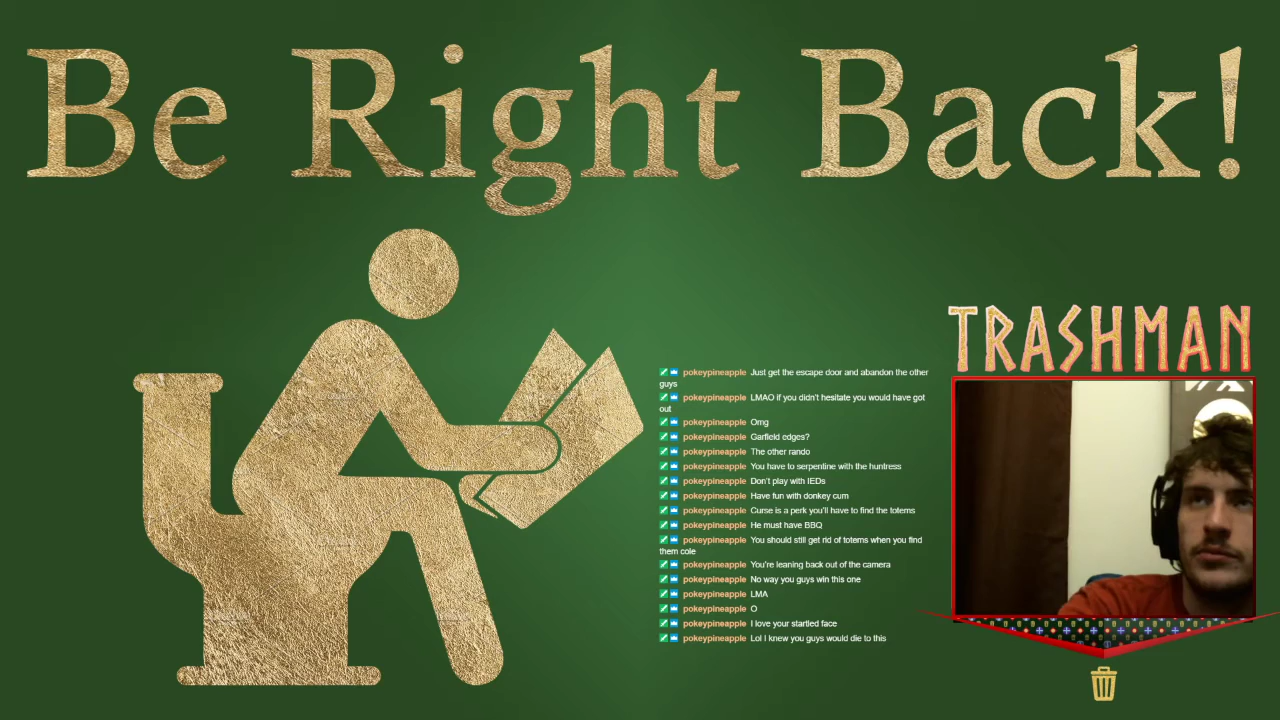 Be Right Back!
TRASHMAN
pokeypineapple Just get the escape door and abandon the other
guys
pokeypineapple LMAO if you didn't hesitate you would have got
out
pokeypineapple Omg
pokeypineapple Garfield edges?
pokeypineapple The other rando
pokeypineapple You have to serpentine with the huntress
pokeypineapple Don't play with IEDs
pokeypineapple Have fun with donkey cum
pokeypineapple Curse is a perk you'll have to find the totems
pokeypineapple He must have BBQ
pokeypineapple You should still get rid of totems when you find
them cole
pokeypineapple You're leaning back out of the camera
pokeypineapple No way you guys win this one
pokeypineapple LMA
pokeypineapple O
pokeypineapple I love your startled face
pokeypineapple Lol I knew you guys would die to this